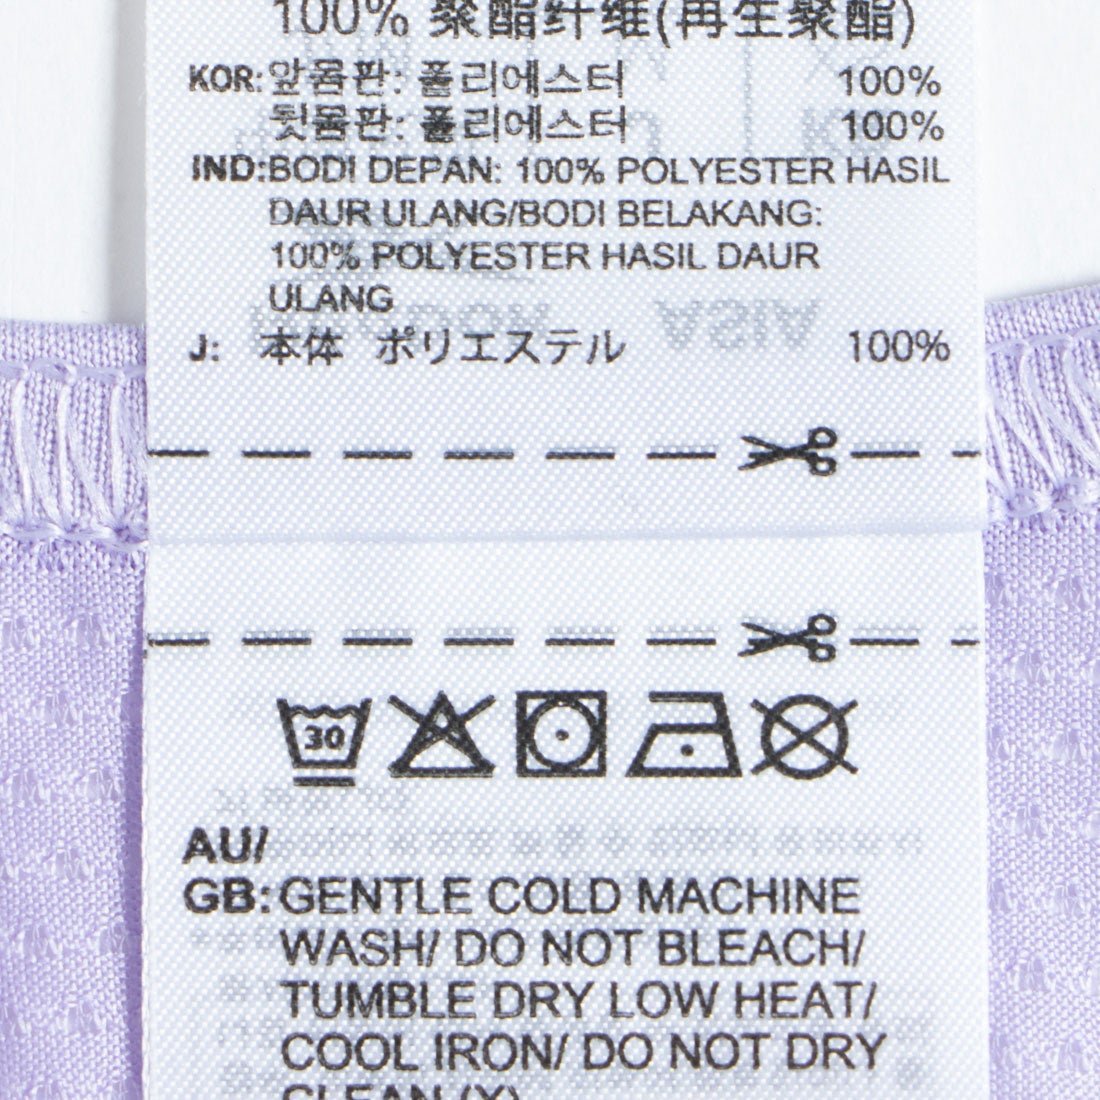 100% 聚酯纤维(再生聚酯)
KOR: 앞몸판: 폴리에스터 100%
뒷몸판: 폴리에스터 100%
IND: BODI DEPAN: 100% POLYESTER HASIL
DAUR ULANG/BODI BELAKANG:
100% POLYESTER HASIL DAUR
ULANG
J: 本体 ポリエステル 100%
30
AU/
GB: GENTLE COLD MACHINE
WASH/ DO NOT BLEACH/
TUMBLE DRY LOW HEAT/
COOL IRON/ DO NOT DRY
CLEAN (X)